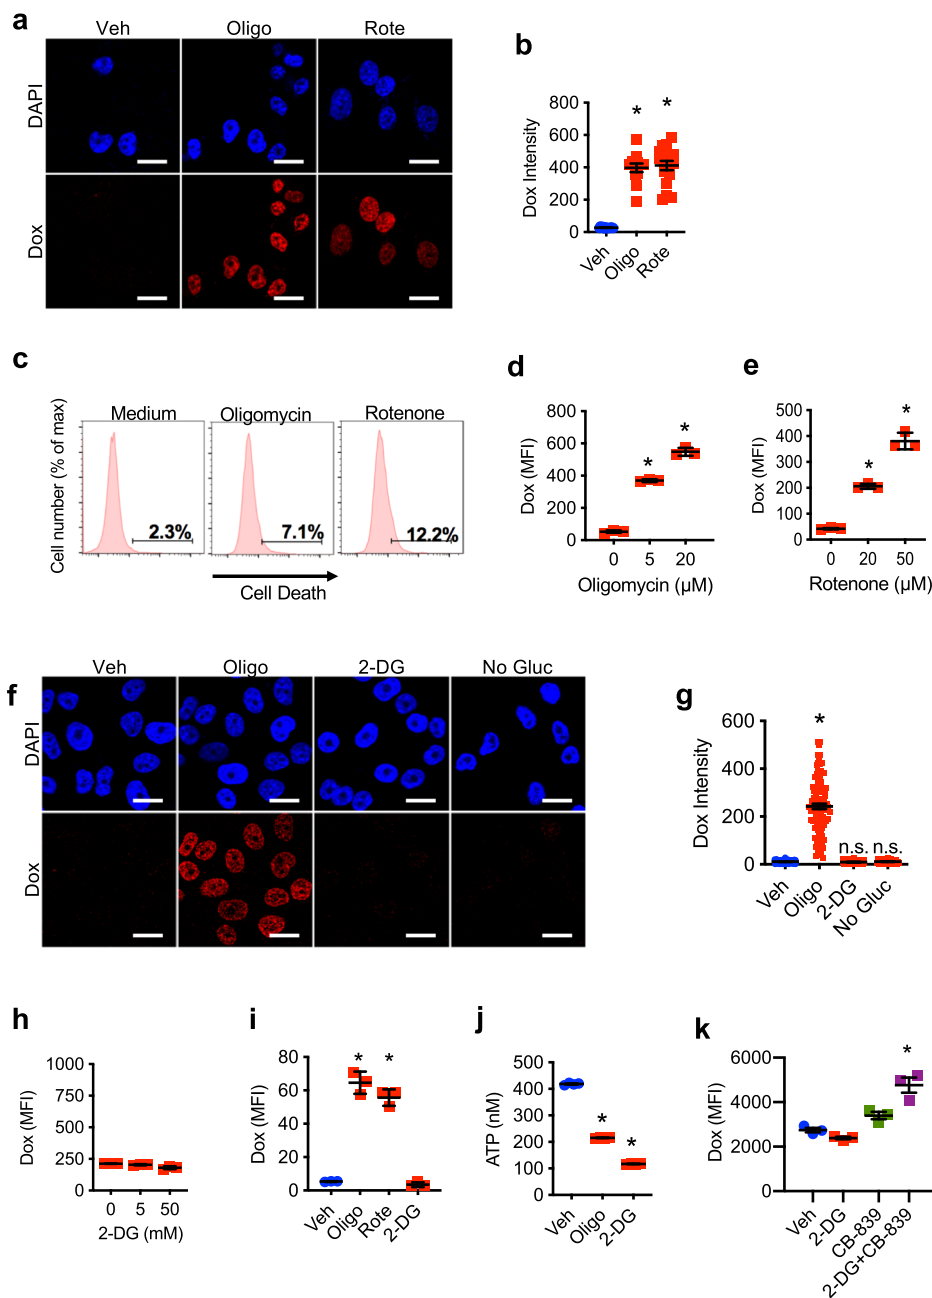 a
Veh Oligo Rote
DAPI
Dox
b
Dox Intensity
800
600
400
200
0
* *
Veh Oligo Rote
c
Cell number (% of max)
Medium Oligomycin Rotenone
2.3% 7.1% 12.2%
Cell Death
d
Dox (MFI)
800
600
400
200
0
* *
0 5 20
Oligomycin (µM)
e
Dox (MFI)
500
400
300
200
100
0
* *
0 20 50
Rotenone (µM)
f
Veh Oligo 2-DG No Gluc
DAPI
Dox
g
Dox Intensity
600
400
200
0
* n.s. n.s.
Veh Oligo 2-DG No Gluc
h
Dox (MFI)
1000
750
500
250
0
0 5 50
2-DG (mM)
i
Dox (MFI)
80
60
40
20
0
* *
Veh Oligo Rote 2-DG
j
ATP (nM)
500
400
300
200
100
0
* *
Veh Oligo 2-DG
k
Dox (MFI)
6000
4000
2000
0
*
Veh 2-DG CB-839 2-DG+CB-839